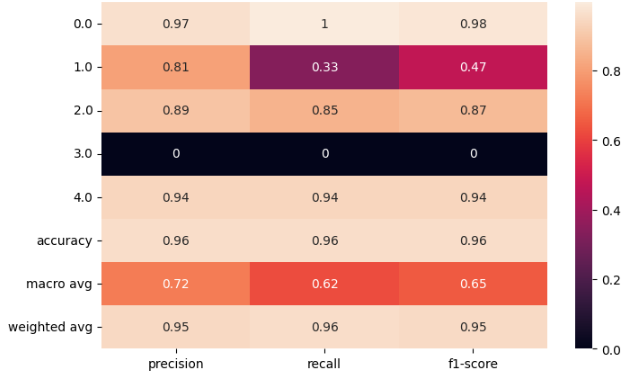 0.0 0.97 1 0.98
1.0 0.81 0.33 0.47
2.0 0.89 0.85 0.87
3.0 0 0 0
4.0 0.94 0.94 0.94
accuracy 0.96 0.96 0.96
macro avg 0.72 0.62 0.65
weighted avg 0.95 0.96 0.95
precision recall f1-score
0.8
0.6
0.4
0.2
0.0